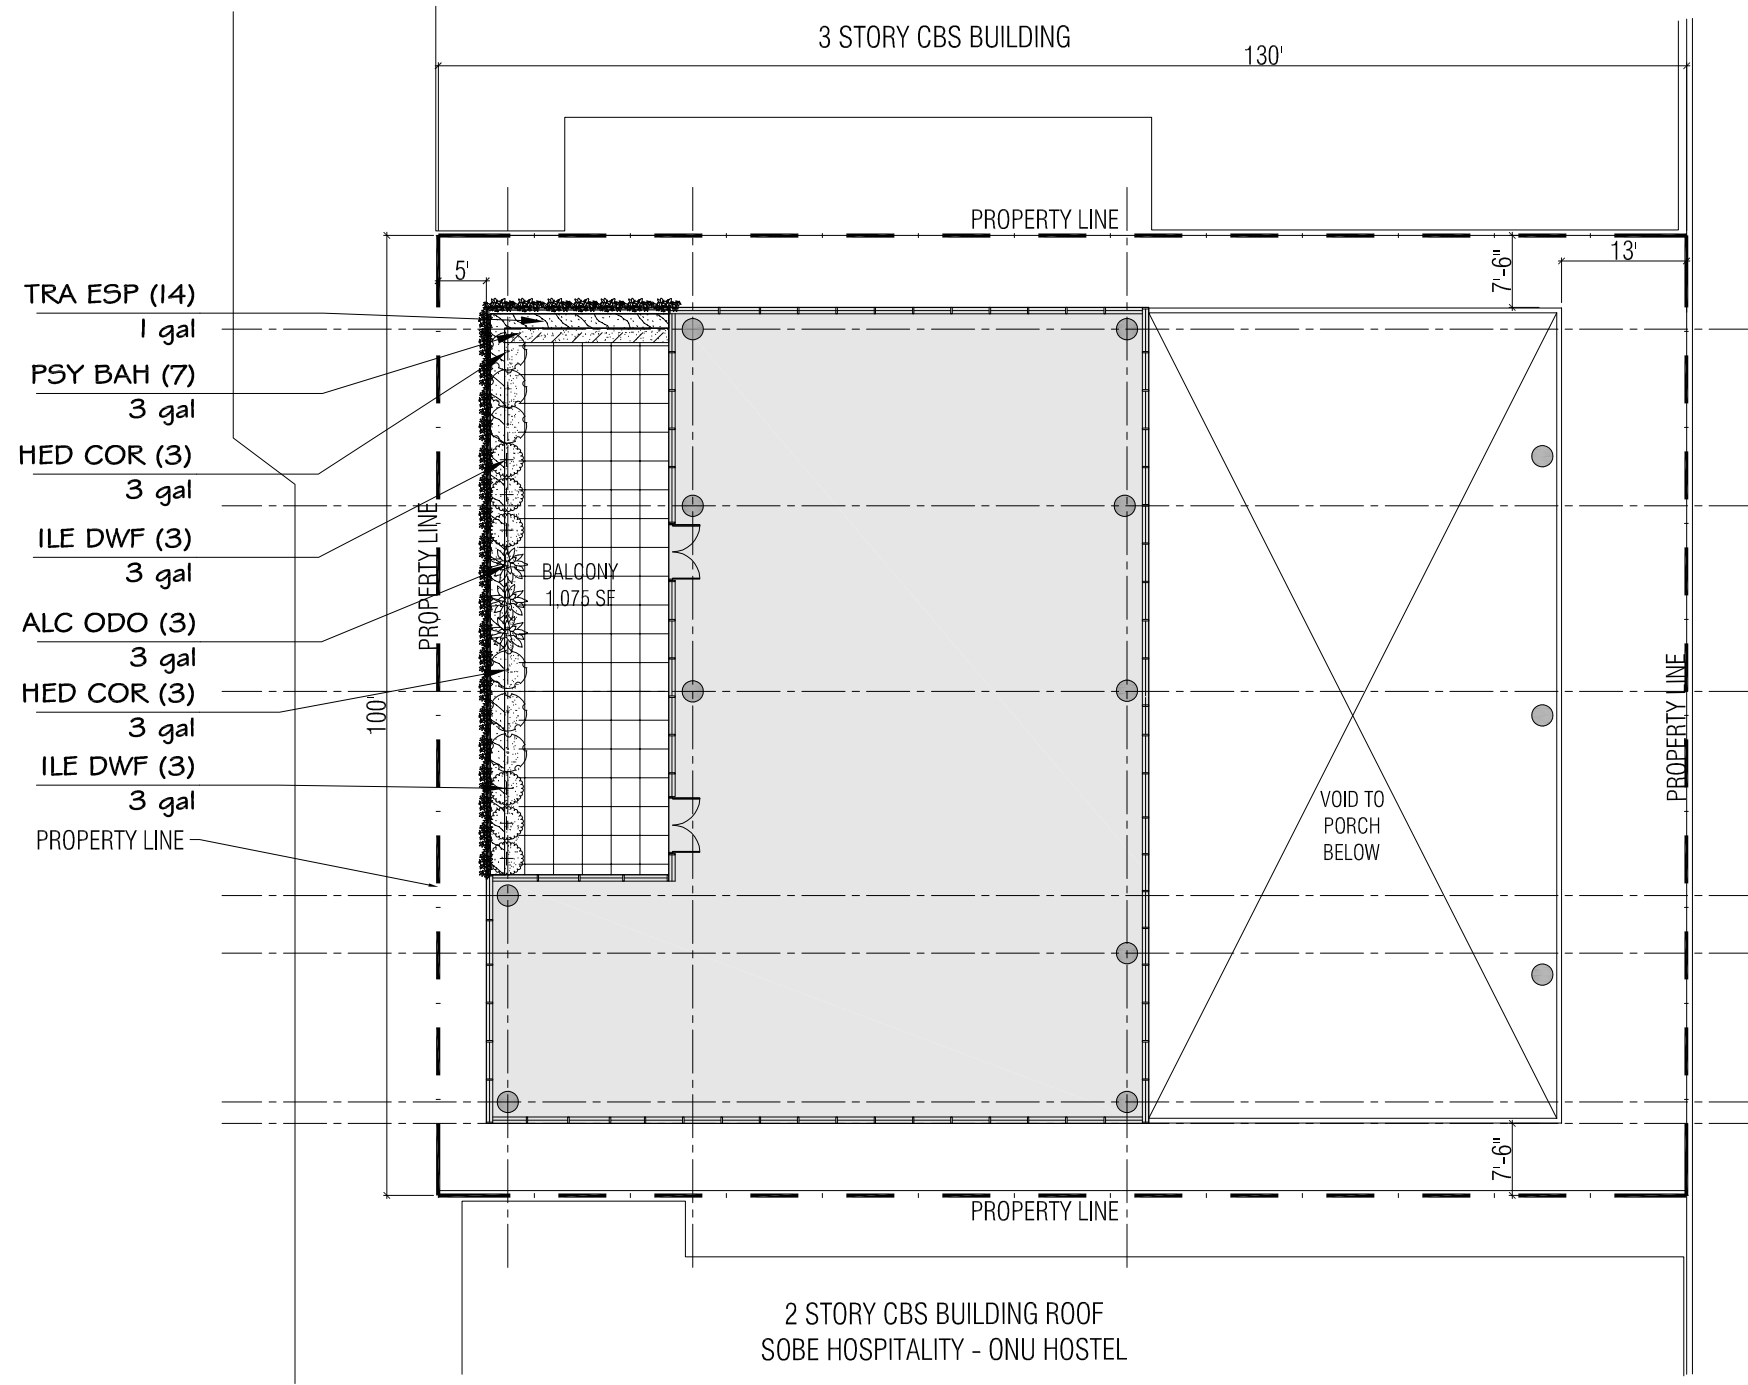 3 STORY CBS BUILDING
130'
PROPERTY LINE
7'-6"
13'
5'
TRA ESP (14)
1 gal
PSY BAH (7)
3 gal
HED COR (3)
3 gal
ILE DWF (3)
3 gal
ALC ODO (3)
3 gal
HED COR (3)
3 gal
ILE DWF (3)
3 gal
PROPERTY LINE
PROPERTY LINE
100'
BALCONY
1,075 SF
VOID TO
PORCH
BELOW
PROPERTY LINE
7'-6"
PROPERTY LINE
2 STORY CBS BUILDING ROOF
SOBE HOSPITALITY - ONU HOSTEL